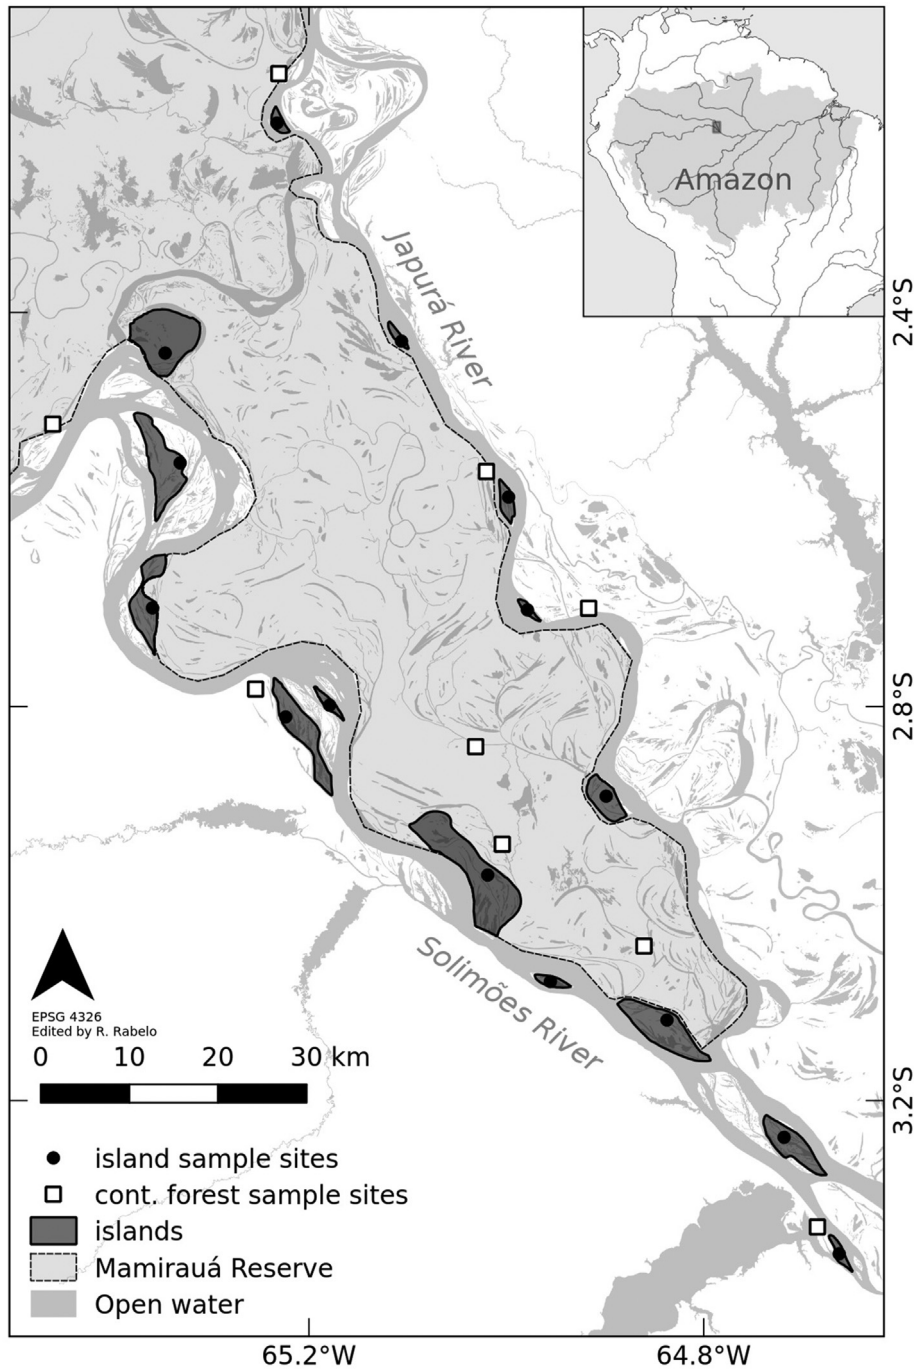 Amazon
Japurá River
2.4°S
2.8°S
Solimões River
EPSG 4326
Edited by R. Rabelo
0 10 20 30 km
3.2°S
island sample sites
cont. forest sample sites
islands
Mamirauá Reserve
Open water
65.2°W 64.8°W